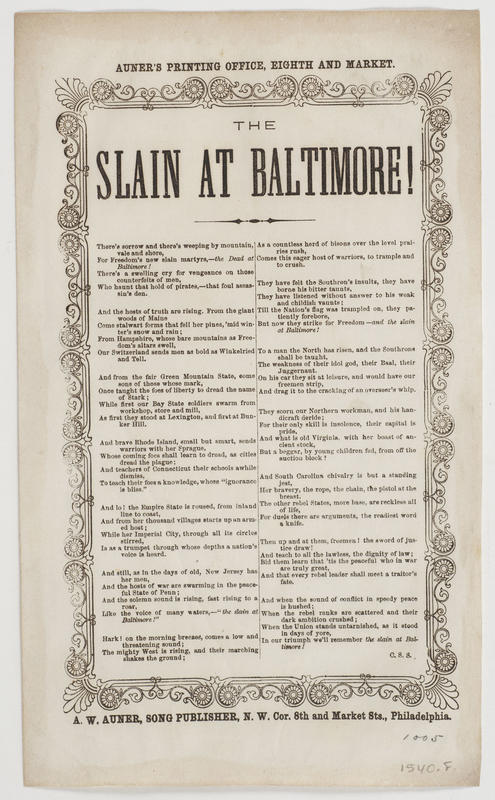 AUNER'S PRINTING OFFICE, EIGHTH AND MARKET.
THE
SLAIN AT BALTIMORE!
There's sorrow and there's weeping by mountain,
vale and shore,
For Freedom's new slain martyrs,—the Dead at
Baltimore!
There's a swelling cry for vengeance on those
counterfeits of men,
Who haunt that hold of pirates,—that foul assas-
sin's den.
And the hosts of truth are rising. From the giant
woods of Maine
Come stalwart forms that fell her pines, 'mid win-
ter's snow and rain;
From Hampshire, whose bare mountains as Free-
dom's altars swell,
Our Switzerland sends men as bold as Winkelried
and Tell.
And from the fair Green Mountain State, some
sons of those whose mark,
Once taught the foes of liberty to dread the name
of Stark;
While first our Bay State soldiers swarm from
workshop, store and mill,
As first they stood at Lexington, and first at Bun-
ker Hill.
And brave Rhode Island, small but smart, sends
warriors with her Sprague,
Whose coming foes shall learn to dread, as cities
dread the plague;
And teachers of Connecticut their schools awhile
dismiss,
To teach their foes a knowledge, whose "ignorance
is bliss."
And lo! the Empire State is roused, from inland
line to coast,
And from her thousand villages starts up an arm-
ed host;
While her Imperial City, through all its circles
stirred,
Is as a trumpet through whose depths a nation's
voice is heard.
And still, as in the days of old, New Jersey has
her men,
And the hosts of war are swarming in the peace-
ful State of Penn;
And the solemn sound is rising, fast rising to a
roar,
Like the voice of many waters,—"the slain at
Baltimore!"
Hark! on the morning breeze, comes a low and
threatening sound;
The mighty West is rising, and their marching
shakes the ground;
As a countless herd of bisons over the level prai-
ries rush,
Comes this eager host of warriors, to trample and
to crush.
They have felt the Southron's insults, they have
borne his bitter taunts,
They have listened without answer to his weak
and childish vaunts;
Till the Nation's flag was trampled on, they pa-
tiently forebore,
But now they strike for Freedom—and the slain
at Baltimore!
To a man the North has risen, and the Southrons
shall be taught,
The weakness of their idol god, their Baal, their
Juggernaut.
On his car they sit at leisure, and would have our
freemen strip,
And drag it to the cracking of an overseer's whip.
They scorn our Northern workman, and his han-
dicraft deride;
For their only skill is insolence, their capital is
pride,
And what is old Virginia, with her boast of an-
cient stock,
But a beggar, by young children fed, from off the
auction block?
And South Carolina chivalry is but a standing
jest,
Her bravery, the rope, the chain, the pistol at the
breast.
The other rebel States, more base, are reckless all
of life,
For duels there are arguments, the readiest word
a knife.
Then up and at them, freemen! the sword of jus-
tice draw!
And teach to all the lawless, the dignity of law;
Bid them learn that 'tis the peaceful who in war
are truly great,
And that every rebel leader shall meet a traitor's
fate.
And when the sound of conflict in speedy peace
is hushed;
When the rebel ranks are scattered and their
dark ambition crushed;
When the Union stands untarnished, as it stood
in days of yore,
In our triumph we'll remember the slain at Bal-
timore!
C. S. S.
A. W. AUNER, SONG PUBLISHER, N. W. Cor. 8th and Market Sts., Philadelphia.
1005
1540.F.